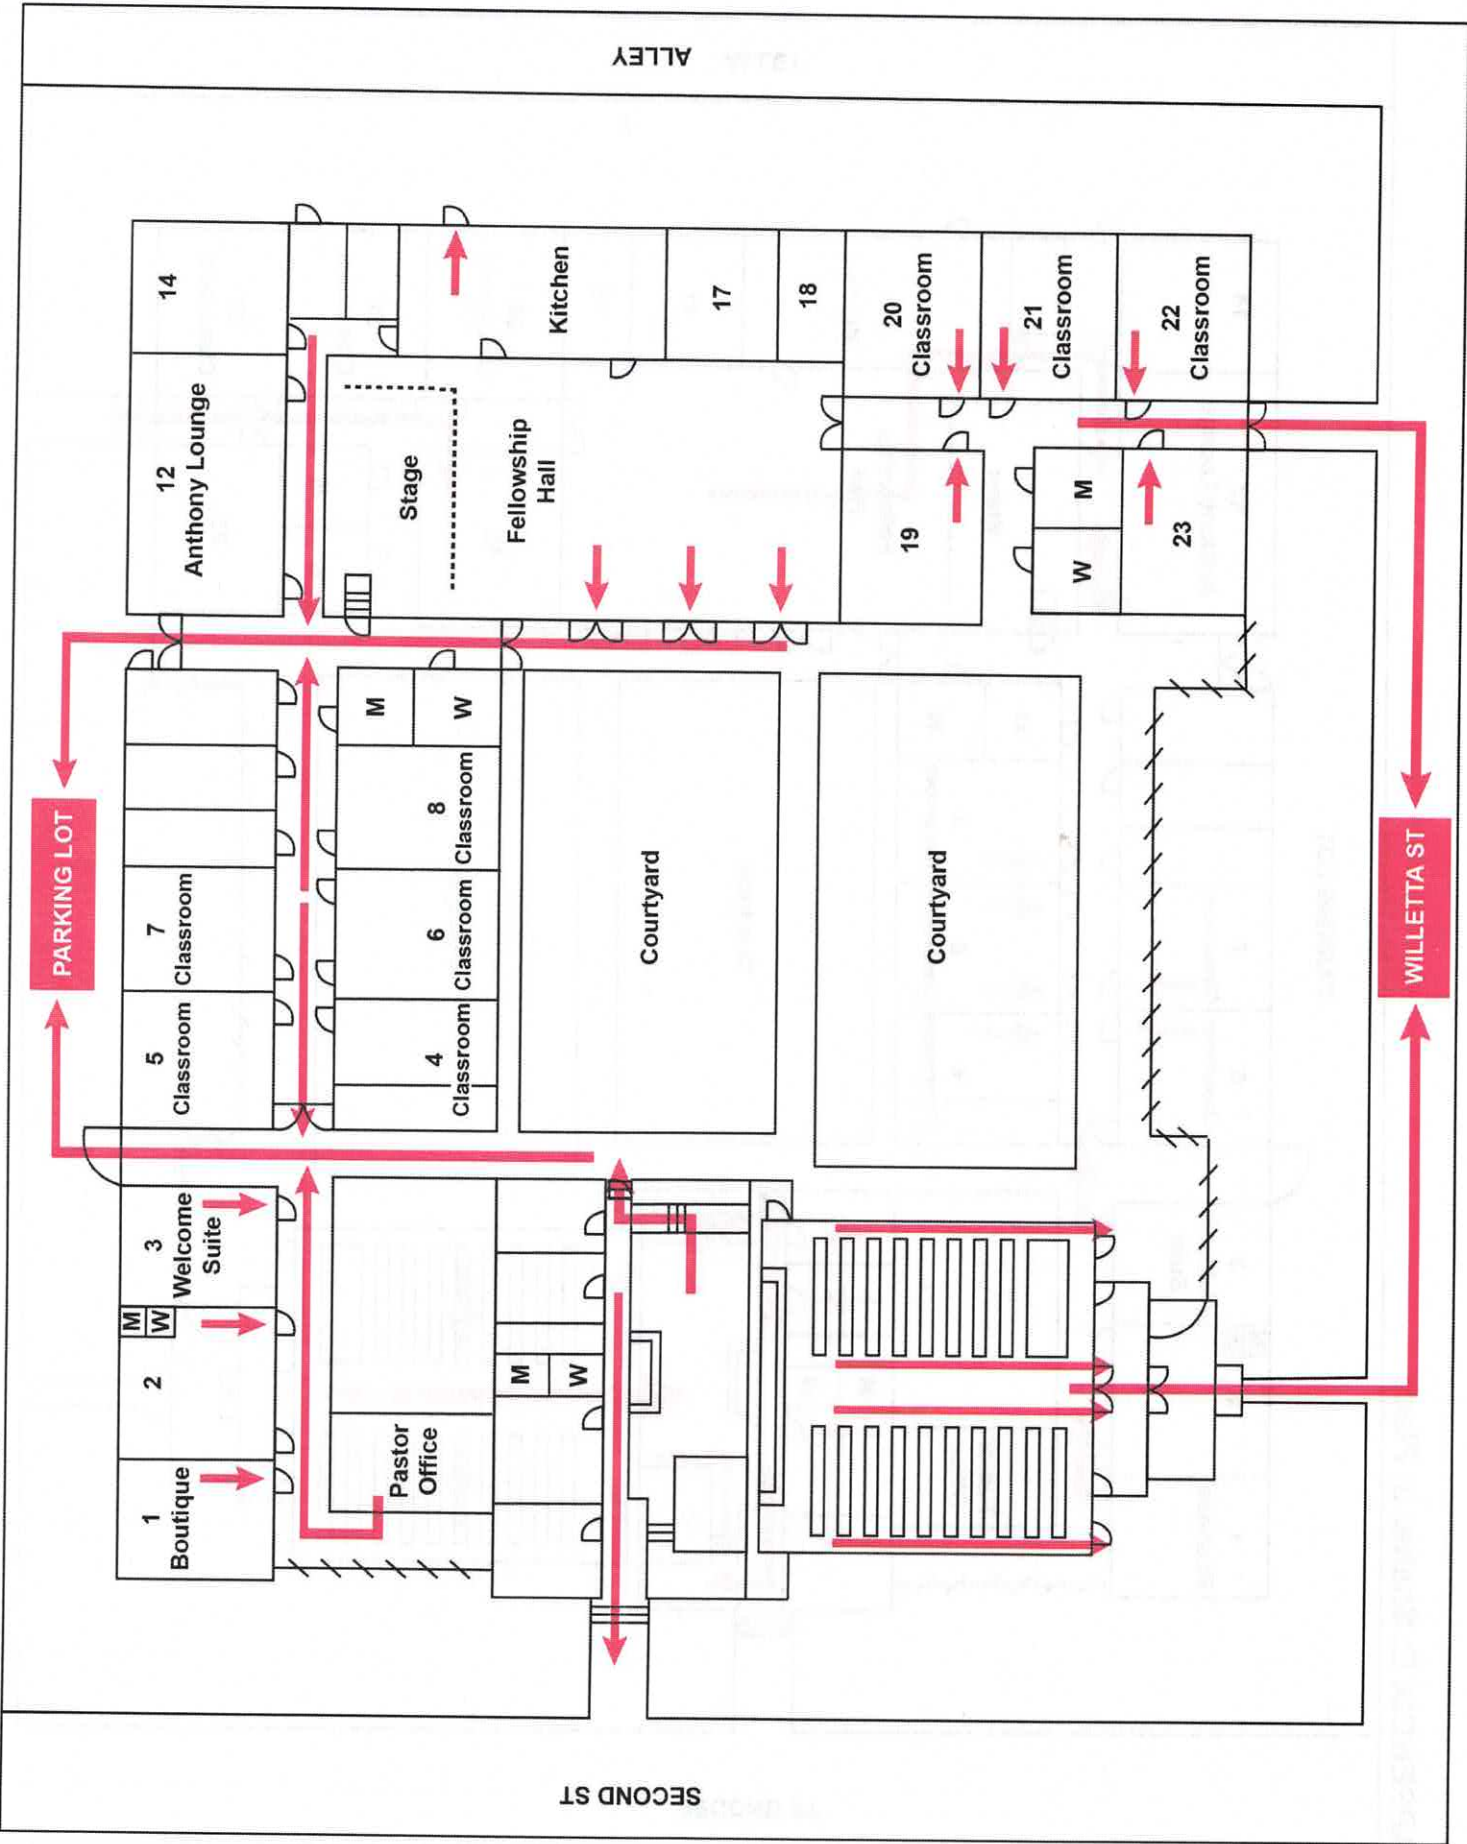 PARKING LOT
1
Boutique
2
M
W
3
Welcome
Suite
5
Classroom
7
Classroom
12
Anthony Lounge
14
Pastor
Office
4
Classroom
6
Classroom
8
Classroom
M
W
Stage
Fellowship
Hall
Kitchen
M
W
Courtyard
17
18
SECOND ST
ALLEY
Courtyard
19
20
Classroom
21
Classroom
W
M
23
22
Classroom
WILLETTA ST